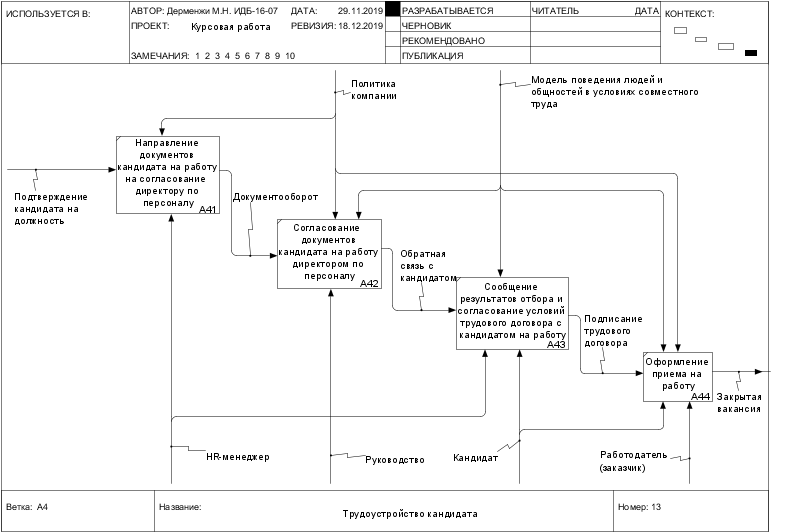 ИСПОЛЬЗУЕТСЯ В:
АВТОР: Дерменжи М.Н. ИДБ-16-07
ДАТА: 29.11.2019
РАЗРАБАТЫВАЕТСЯ
ЧИТАТЕЛЬ
ДАТА
КОНТЕКСТ:
ПРОЕКТ: Курсовая работа
РЕВИЗИЯ: 18.12.2019
ЧЕРНОВИК
РЕКОМЕНДОВАНО
ЗАМЕЧАНИЯ: 1 2 3 4 5 6 7 8 9 10
ПУБЛИКАЦИЯ
Политика
компании
Модель поведения людей и
общностей в условиях совместного
труда
Направление
документов
кандидата на работу
на согласование
директору по
персоналу
A41
Подтверждение
кандидата на
должность
Документооборот
Согласование
документов
кандидата на работу
директором по
персоналу
A42
Обратная
связь с
кандидатом
Сообщение
результатов отбора и
согласование условий
трудового договора с
кандидатом на работу
A43
Подписание
трудового
договора
Оформление
приема на
работу
A44
Закрытая
вакансия
HR-менеджер
Руководство
Кандидат
Работодатель
(заказчик)
Ветка: A4
Название:
Трудоустройство кандидата
Номер: 13